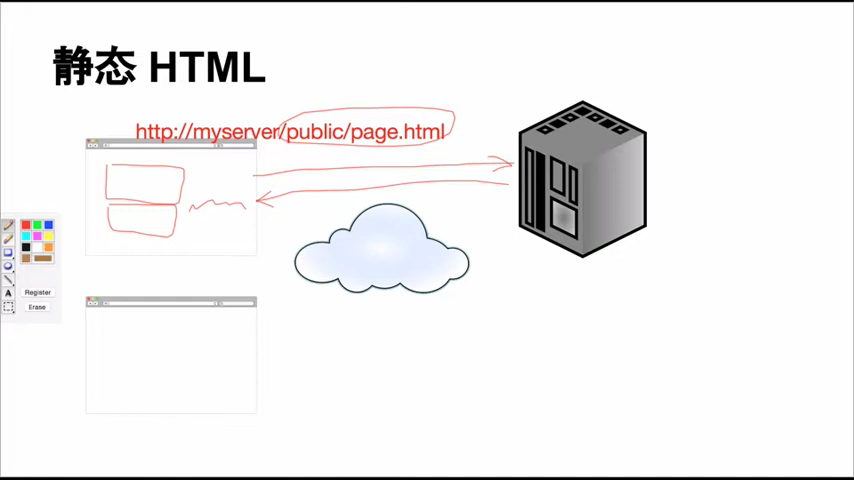 静态 HTML
http://myserver/public/page.html
A
Register
Erase